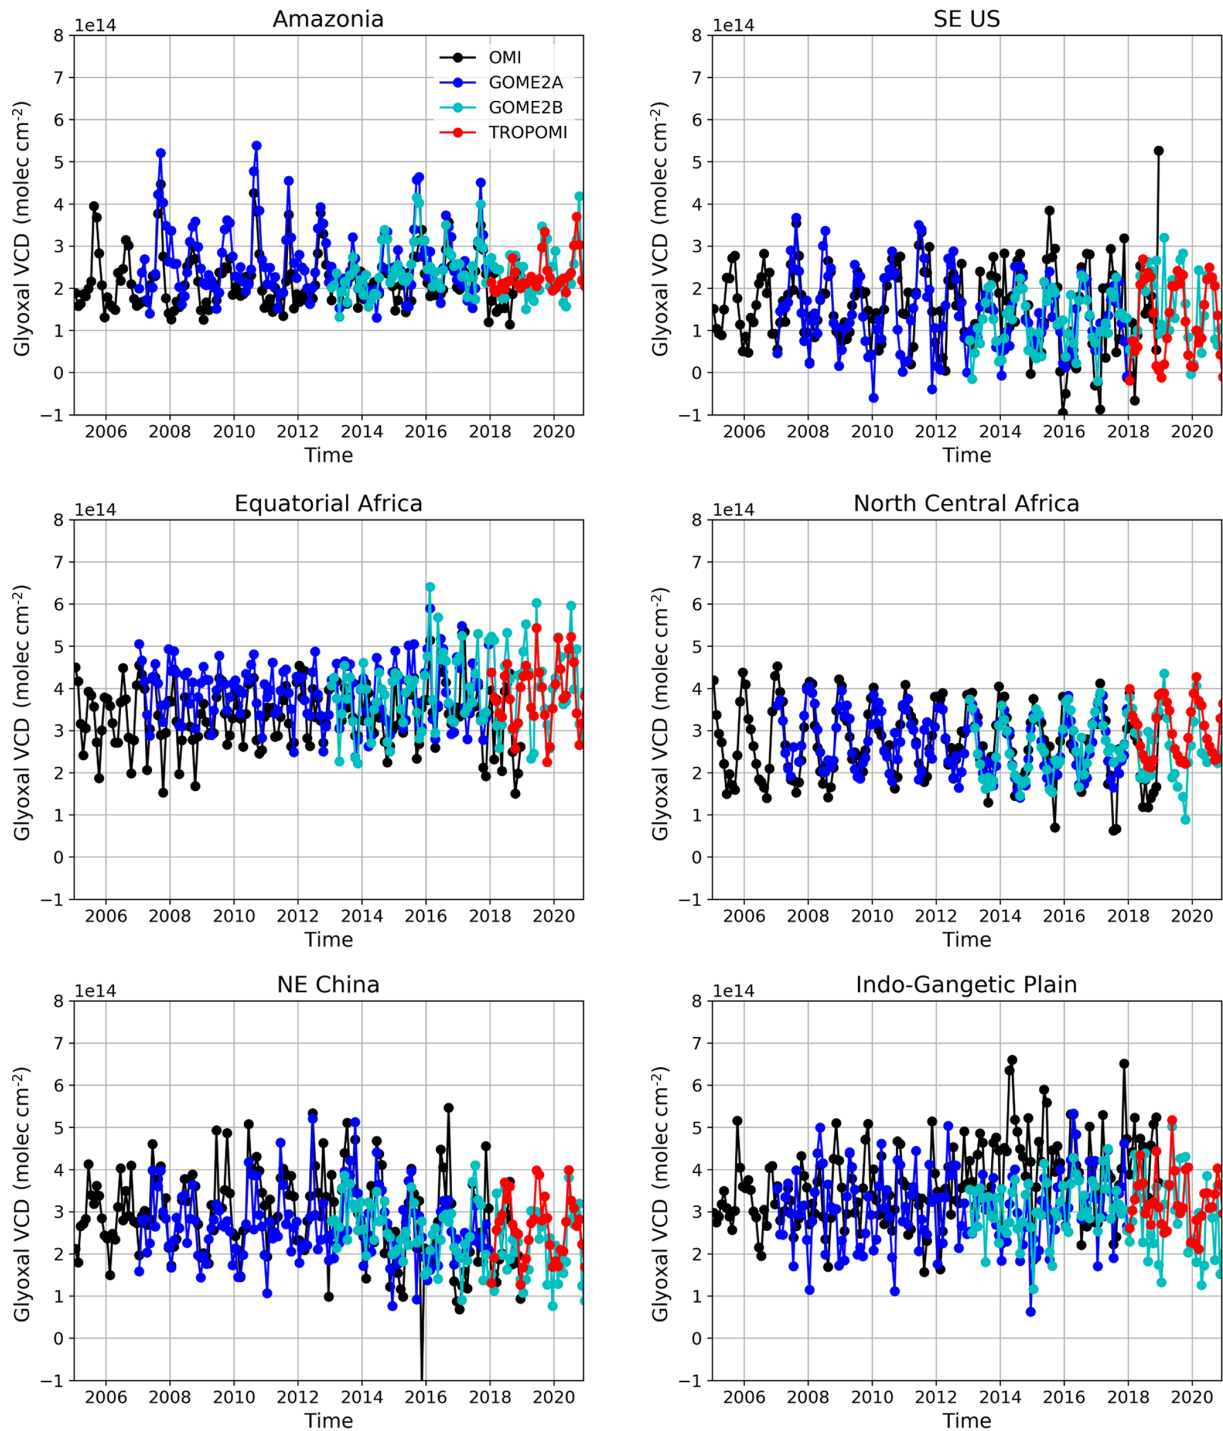 Amazonia
1e14
8
7
6
5
4
3
2
1
0
−1
Glyoxal VCD (molec cm⁻²)
OMI
GOME2A
GOME2B
TROPOMI
2006 2008 2010 2012 2014 2016 2018 2020
Time
SE US
1e14
8
7
6
5
4
3
2
1
0
−1
Glyoxal VCD (molec cm⁻²)
2006 2008 2010 2012 2014 2016 2018 2020
Time
Equatorial Africa
1e14
8
7
6
5
4
3
2
1
0
−1
Glyoxal VCD (molec cm⁻²)
2006 2008 2010 2012 2014 2016 2018 2020
Time
North Central Africa
1e14
8
7
6
5
4
3
2
1
0
−1
Glyoxal VCD (molec cm⁻²)
2006 2008 2010 2012 2014 2016 2018 2020
Time
NE China
1e14
8
7
6
5
4
3
2
1
0
−1
Glyoxal VCD (molec cm⁻²)
2006 2008 2010 2012 2014 2016 2018 2020
Time
Indo-Gangetic Plain
1e14
8
7
6
5
4
3
2
1
0
−1
Glyoxal VCD (molec cm⁻²)
2006 2008 2010 2012 2014 2016 2018 2020
Time